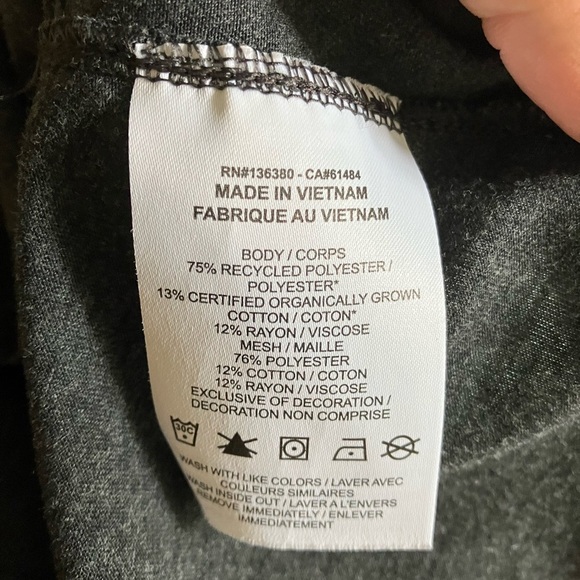 RN#136380 - CA#61484
MADE IN VIETNAM
FABRIQUE AU VIETNAM
BODY / CORPS
75% RECYCLED POLYESTER /
POLYESTER*
13% CERTIFIED ORGANICALLY GROWN
COTTON / COTON*
12% RAYON / VISCOSE
MESH / MAILLE
76% POLYESTER
12% COTTON / COTON
12% RAYON / VISCOSE
EXCLUSIVE OF DECORATION /
DECORATION NON COMPRISE
30C
WASH WITH LIKE COLORS / LAVER AVEC
COULEURS SIMILAIRES
WASH INSIDE OUT / LAVER A L'ENVERS
REMOVE IMMEDIATELY / ENLEVER
IMMEDIATEMENT